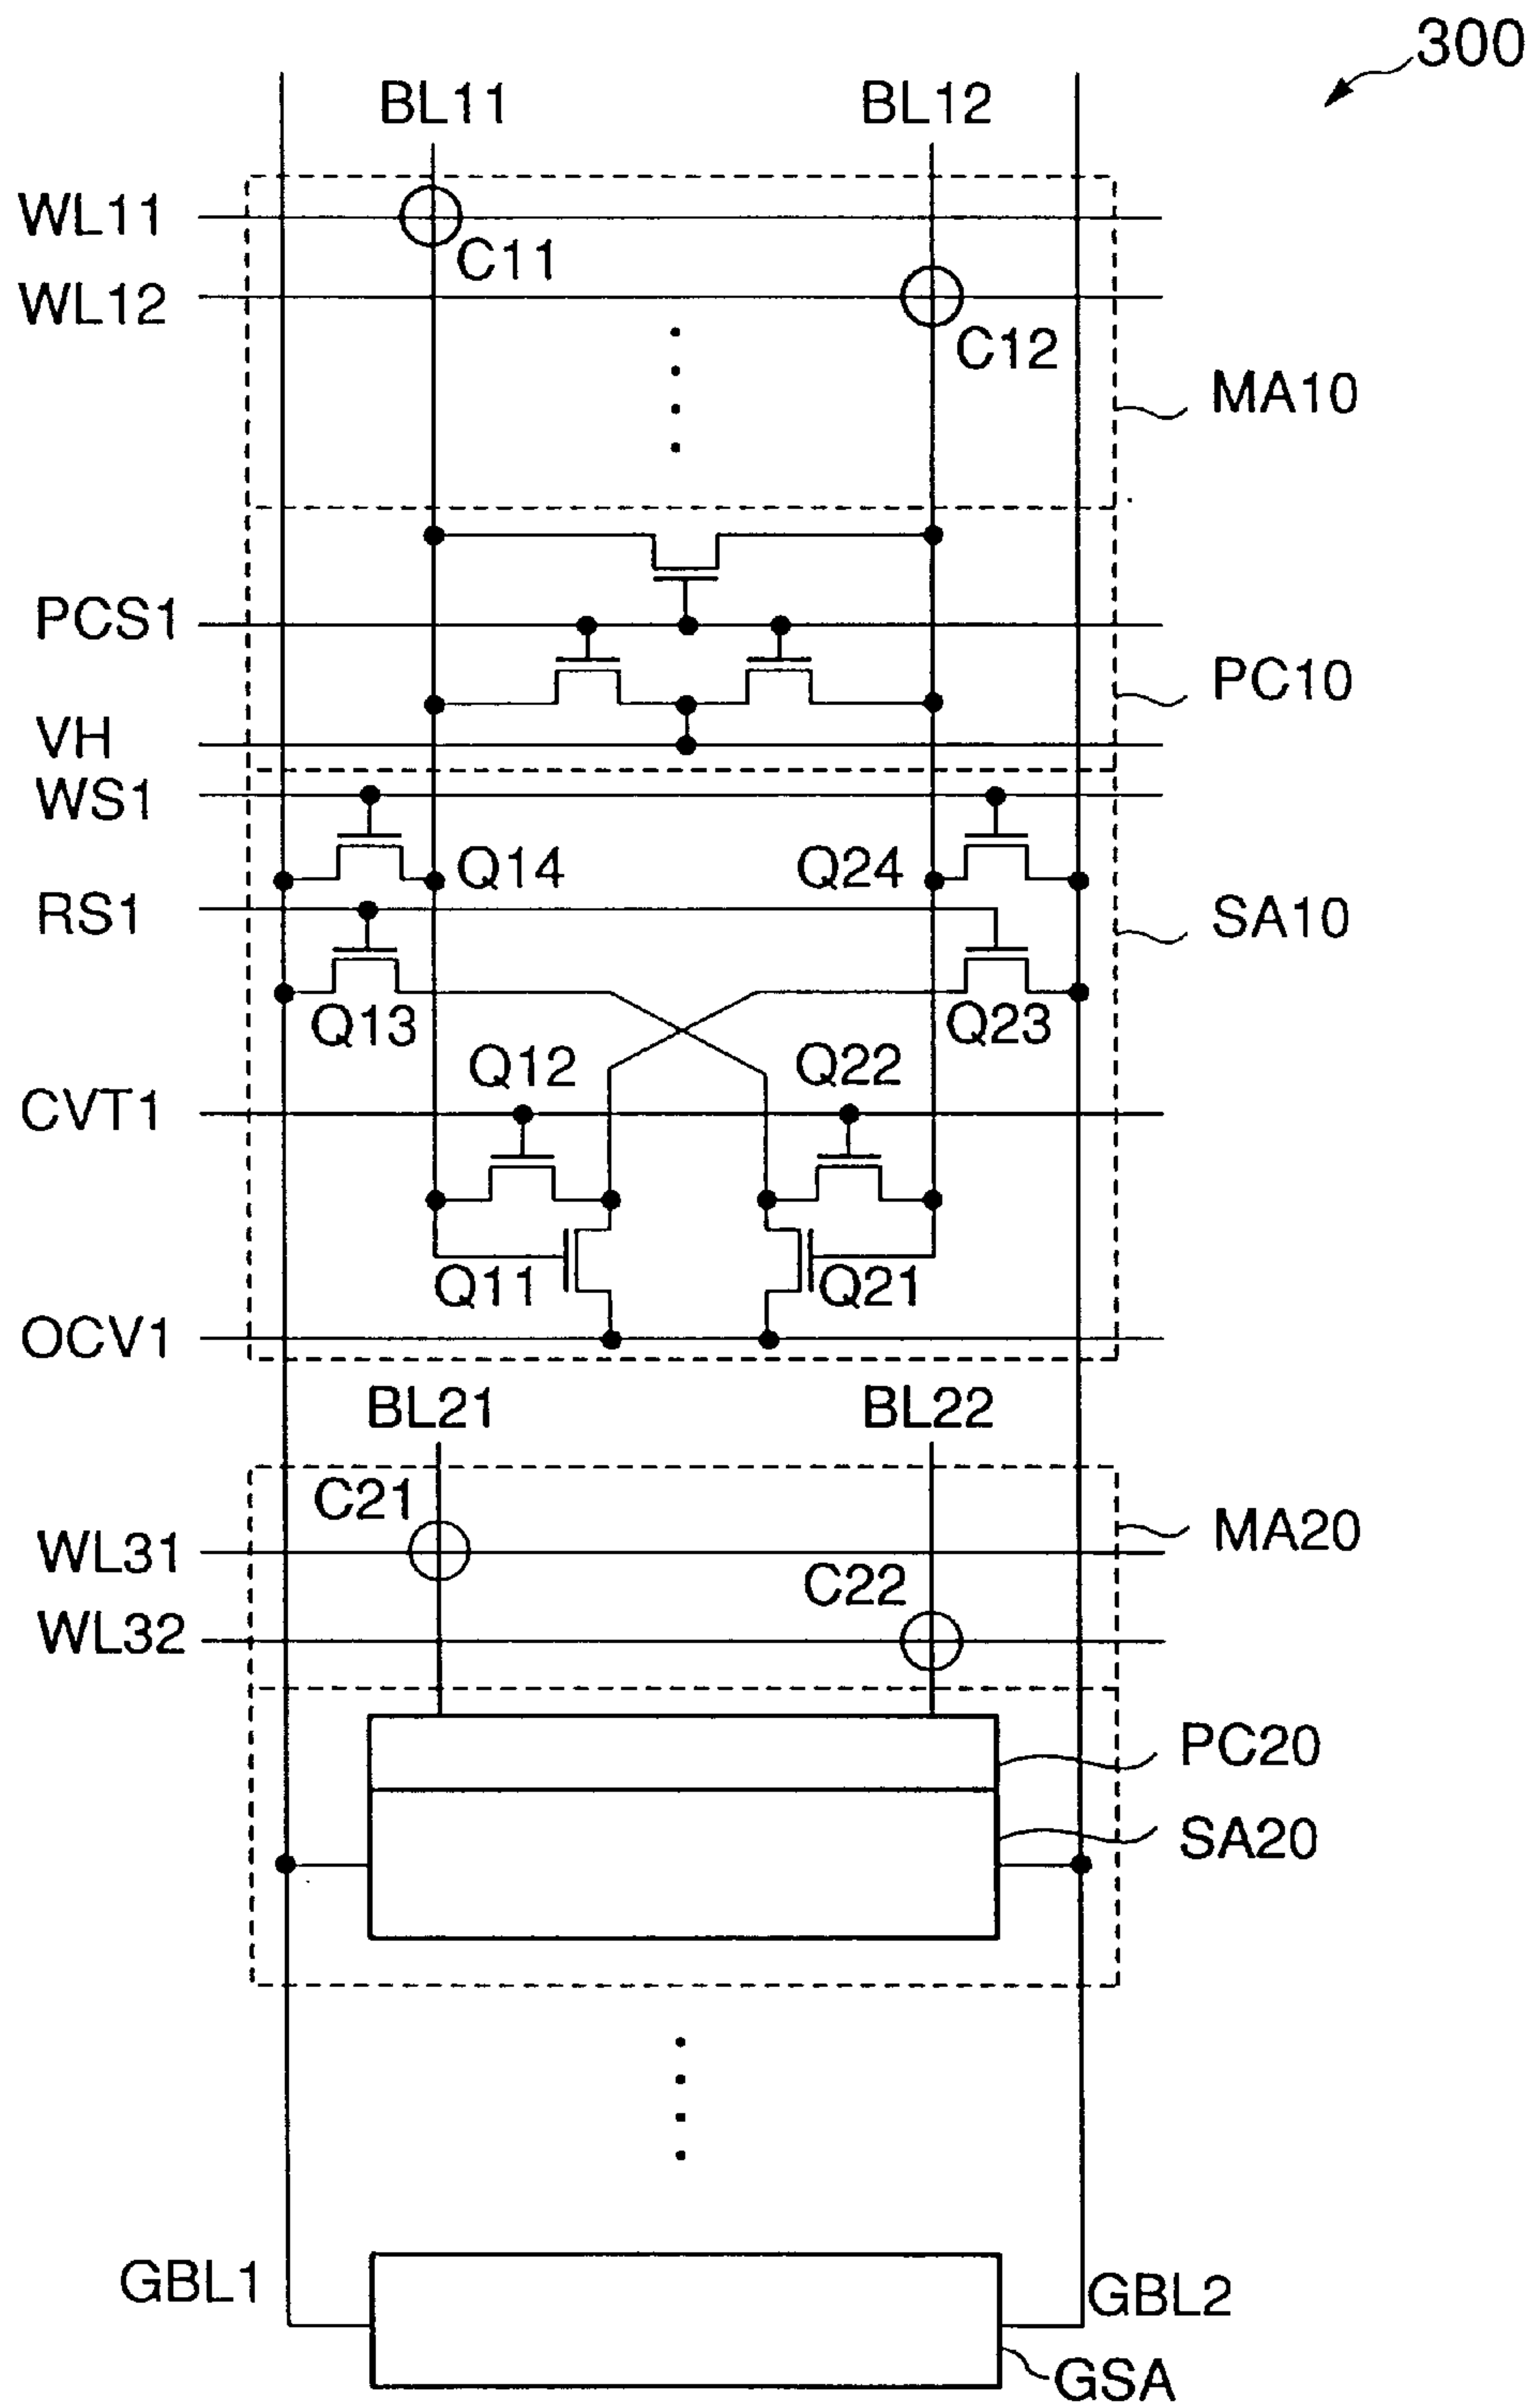 300
BL11
BL12
WL11
C11
WL12
C12
MA10
PCS1
PC10
VH
WS1
Q14
Q24
RS1
SA10
Q13
Q23
Q12
Q22
CVT1
Q11
Q21
OCV1
BL21
BL22
C21
MA20
WL31
C22
WL32
PC20
SA20
GBL1
GBL2
GSA